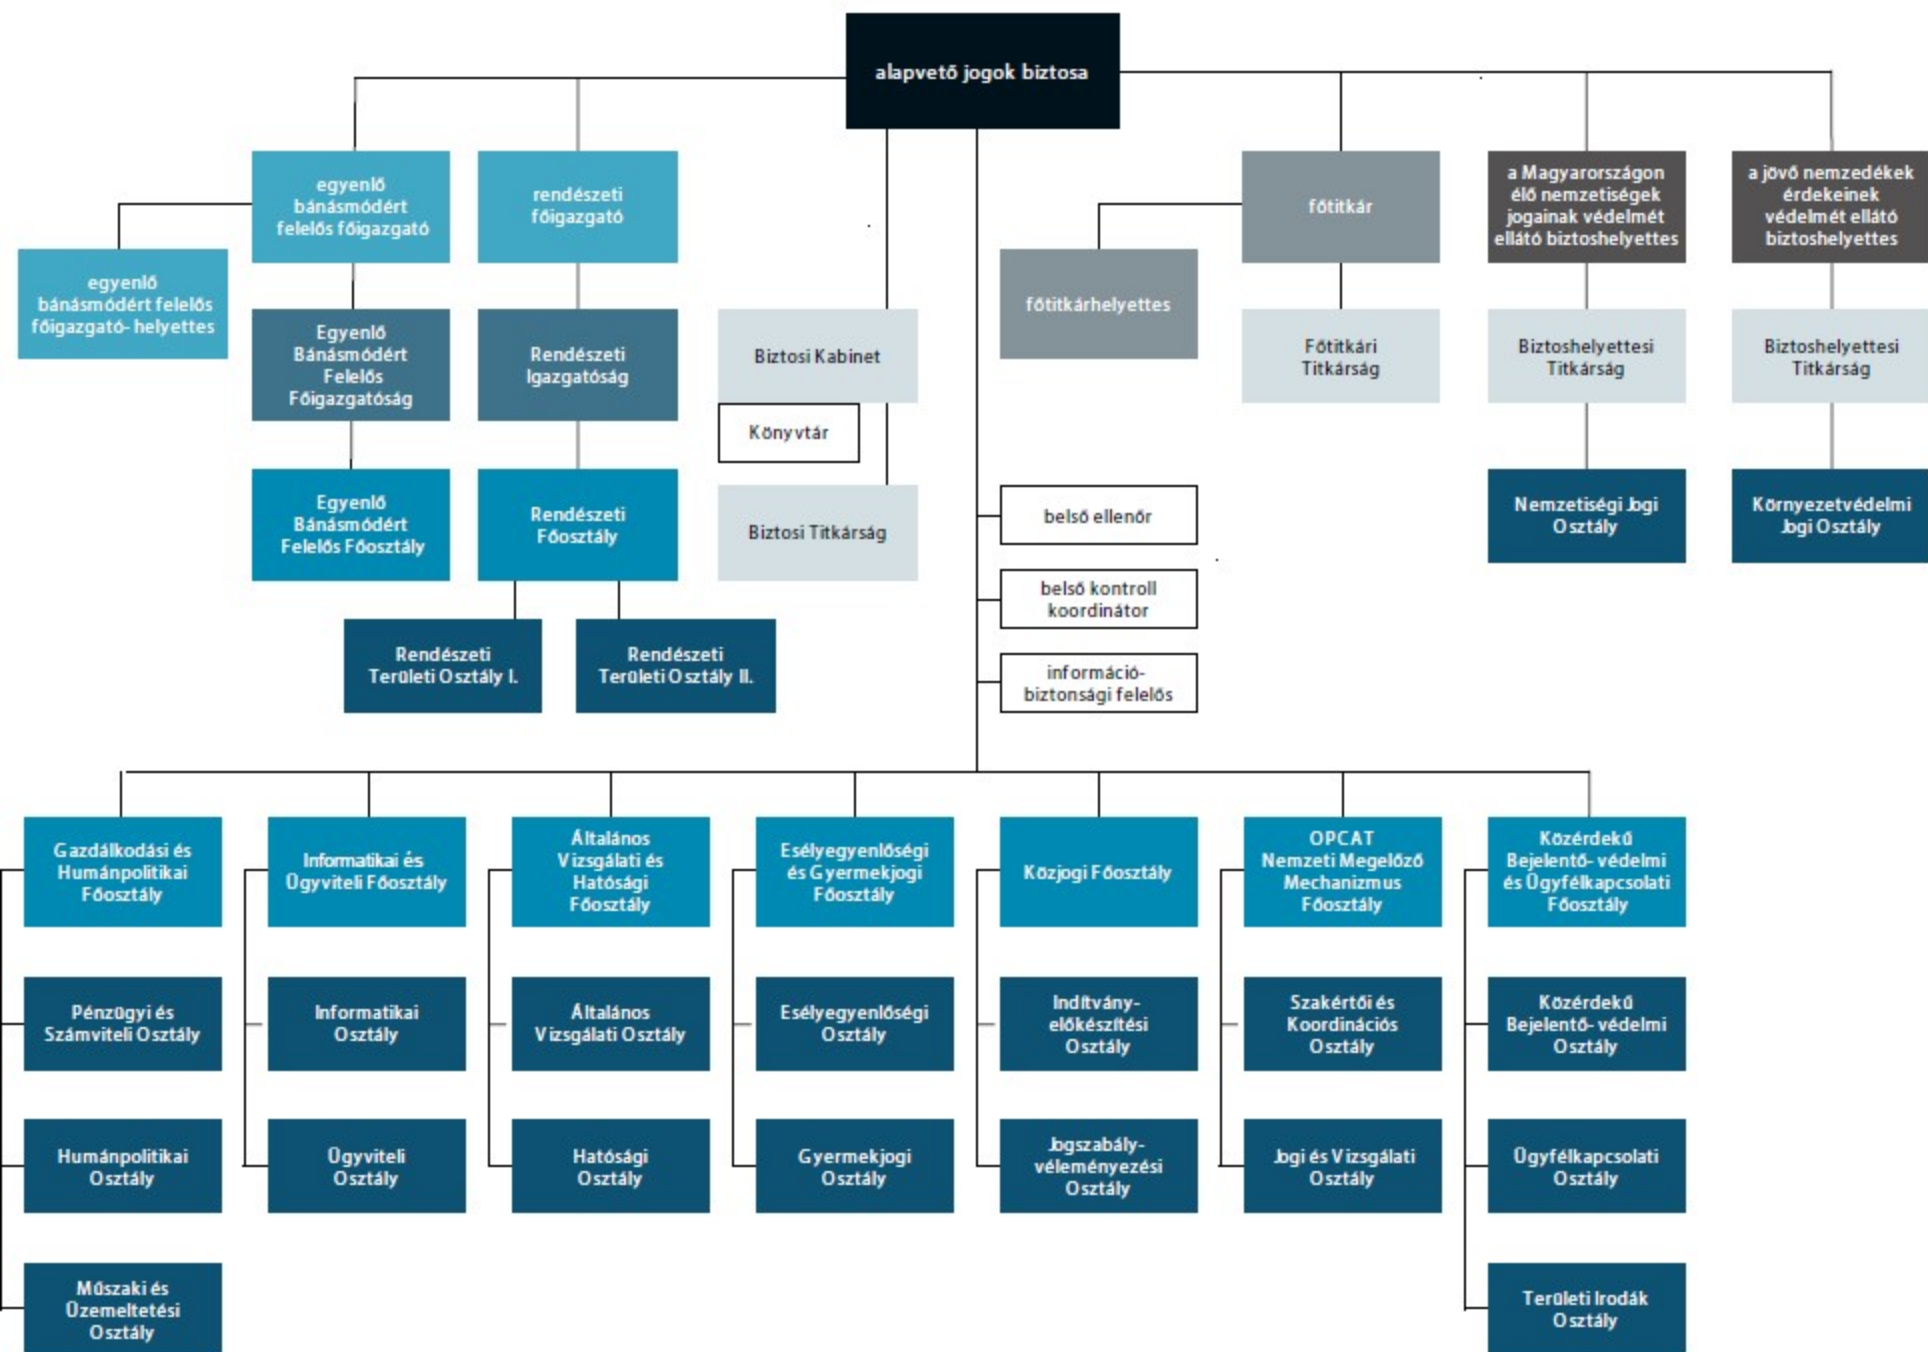 alapvető jogok biztosa
egyenlő
bánásmódért
felelős főigazgató
rendészeti
főigazgató
főtitkár
a Magyarországon
élő nemzetiségek
jogainak védelmét
ellátó biztoshelyettes
a jövő nemzedékek
érdekeinek
védelmét ellátó
biztoshelyettes
egyenlő
bánásmódért felelős
főigazgató- helyettes
főtitkárhelyettes
Egyenlő
Bánásmódért
Felelős
Főigazgatóság
Rendészeti
Igazgatóság
Biztosi Kabinet
Könyvtár
Főtitkári
Titkárság
Biztoshelyettesi
Titkárság
Biztoshelyettesi
Titkárság
Egyenlő
Bánásmódért
Felelős Főosztály
Rendészeti
Főosztály
Biztosi Titkárság
belső ellenőr
Nemzetiségi Jogi
Osztály
Környezetvédelmi
Jogi Osztály
belső kontroll
koordinátor
Rendészeti
Területi Osztály I.
Rendészeti
Területi Osztály II.
információ-
biztonsági felelős
Gazdálkodási és
Humánpolitikai
Főosztály
Informatikai és
Ügyviteli Főosztály
Általános
Vizsgálati és
Hatósági
Főosztály
Esélyegyenlőségi
és Gyermekjogi
Főosztály
Közjogi Főosztály
OPCAT
Nemzeti Megelőző
Mechanizmus
Főosztály
Közérdekű
Bejelentő- védelmi
és Ügyfélkapcsolati
Főosztály
Pénzügyi és
Számviteli Osztály
Informatikai
Osztály
Általános
Vizsgálati Osztály
Esélyegyenlőségi
Osztály
Indítvány-
előkészítési
Osztály
Szakértői és
Koordinációs
Osztály
Közérdekű
Bejelentő- védelmi
Osztály
Humánpolitikai
Osztály
Ügyviteli
Osztály
Hatósági
Osztály
Gyermekjogi
Osztály
Jogszabály-
véleményezési
Osztály
Jogi és Vizsgálati
Osztály
Ügyfélkapcsolati
Osztály
Műszaki és
Üzemeltetési
Osztály
Területi Irodák
Osztály